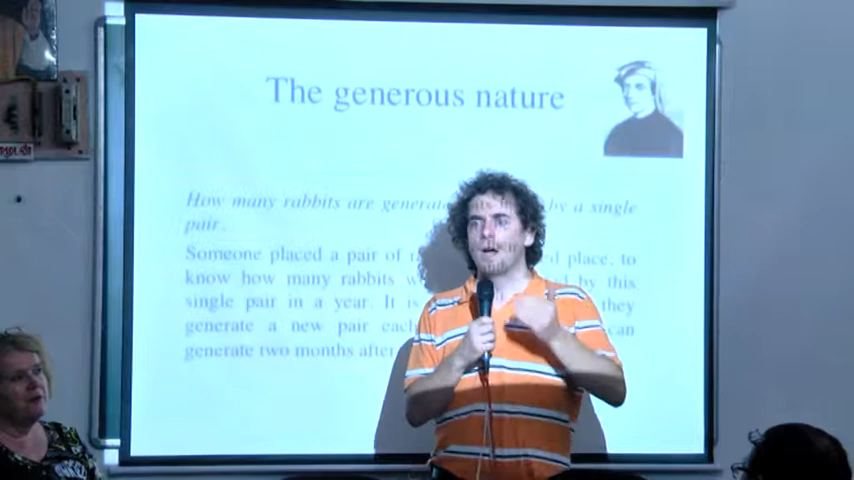 The generous nature
How many rabbits are generate by a single
pair.
Someone placed a pair of place, to
know how many rabbits by this
single pair in a year. It is they
generate a new pair each can
generate two months after